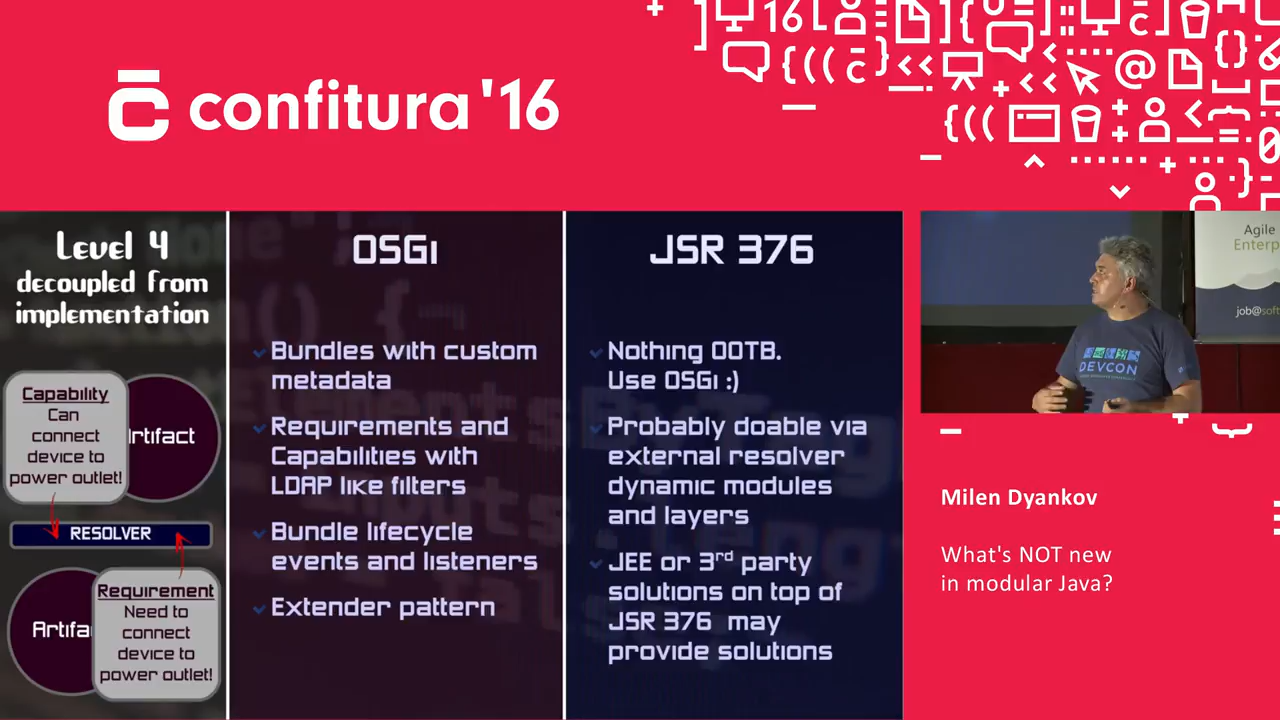 confitura '16
Level 4
decoupled from
implementation
Capability
Can
connect
device to
power outlet!
Artifact
RESOLVER
Requirement
Need to
connect
device to
power outlet!
OSGi
Bundles with custom
metadata
Requirements and
Capabilities with
LDAP like filters
Bundle lifecycle
events and listeners
Extender pattern
JSR 376
Nothing OOTB.
Use OSGi :)
Probably doable via
external resolver
dynamic modules
and layers
JEE or 3rd party
solutions on top of
JSR 376 may
provide solutions
Agile
Enterp
job@soft
DEVCON
Milen Dyankov
What's NOT new
in modular Java?